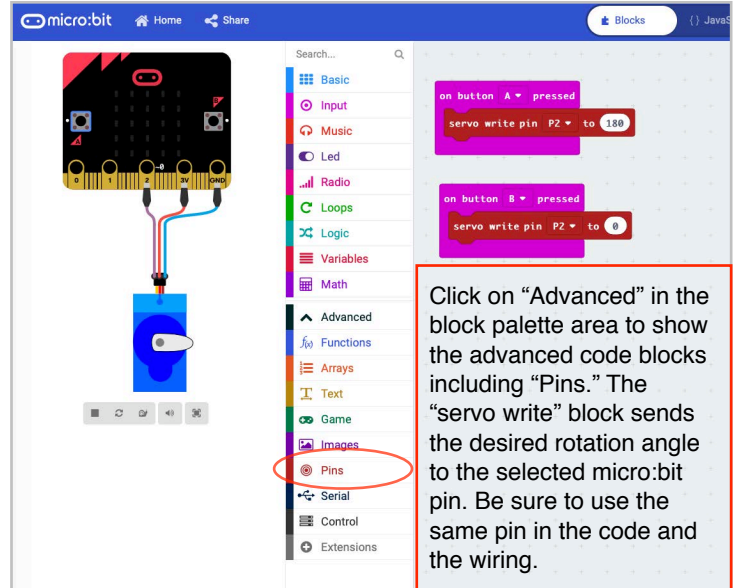 micro:bit Home Share Blocks {} JavaS
Search...
Basic
Input
Music
Led
Radio
Loops
Logic
Variables
Math
Advanced
f(x) Functions
Arrays
T Text
Game
Images
Pins
Serial
Control
Extensions
A
B
0 1 2 3V GND
on button A pressed
servo write pin P2 to 180
on button B pressed
servo write pin P2 to 0
Click on “Advanced” in the
block palette area to show
the advanced code blocks
including “Pins.” The
“servo write” block sends
the desired rotation angle
to the selected micro:bit
pin. Be sure to use the
same pin in the code and
the wiring.